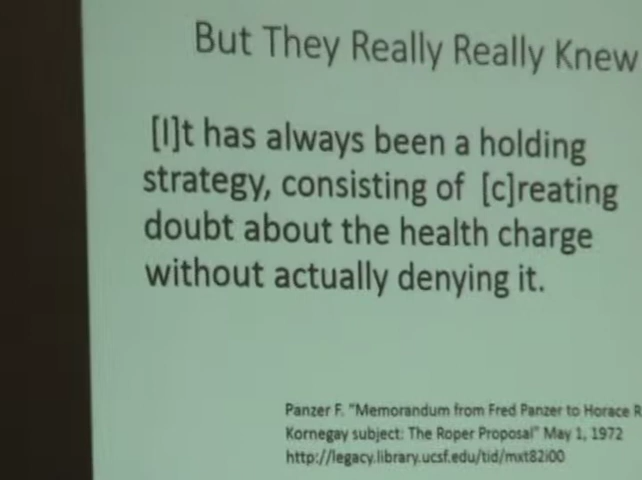 But They Really Really Knew
[I]t has always been a holding
strategy, consisting of [c]reating
doubt about the health charge
without actually denying it.
Panzer F. "Memorandum from Fred Panzer to Horace R
Kornegay subject: The Roper Proposal" May 1, 1972
http://legacy.library.ucsf.edu/tid/mxt82i00